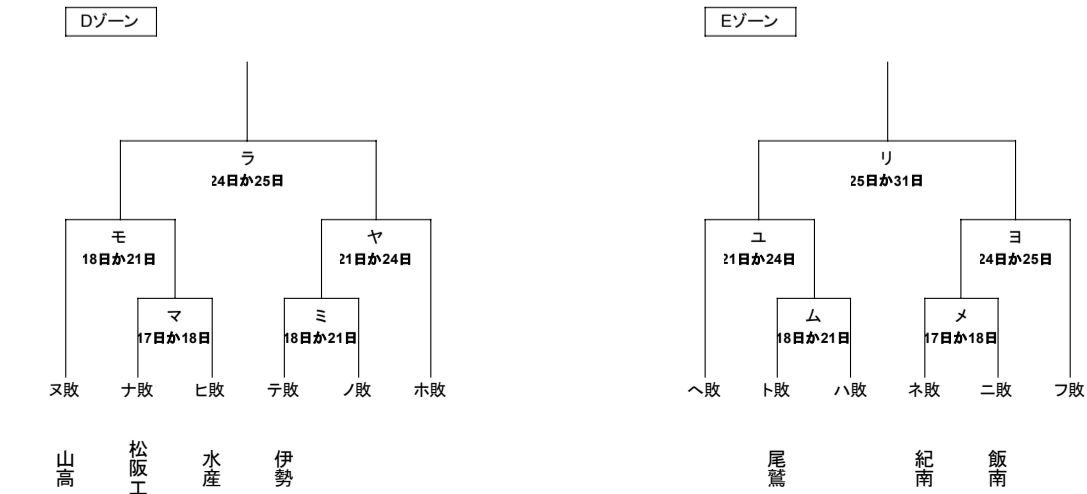 Dゾーン
Eゾーン
ラ
24日か25日
リ
25日か31日
モ
18日か21日
ヤ
21日か24日
ユ
21日か24日
ヨ
24日か25日
マ
17日か18日
ミ
18日か21日
ム
18日か21日
メ
17日か18日
ヌ敗 ナ敗 ヒ敗 テ敗 ノ敗 ホ敗
ヘ敗 ト敗 ハ敗 ネ敗 ニ敗 フ敗
山高 松阪工 水産 伊勢
尾鷲 紀南 飯南